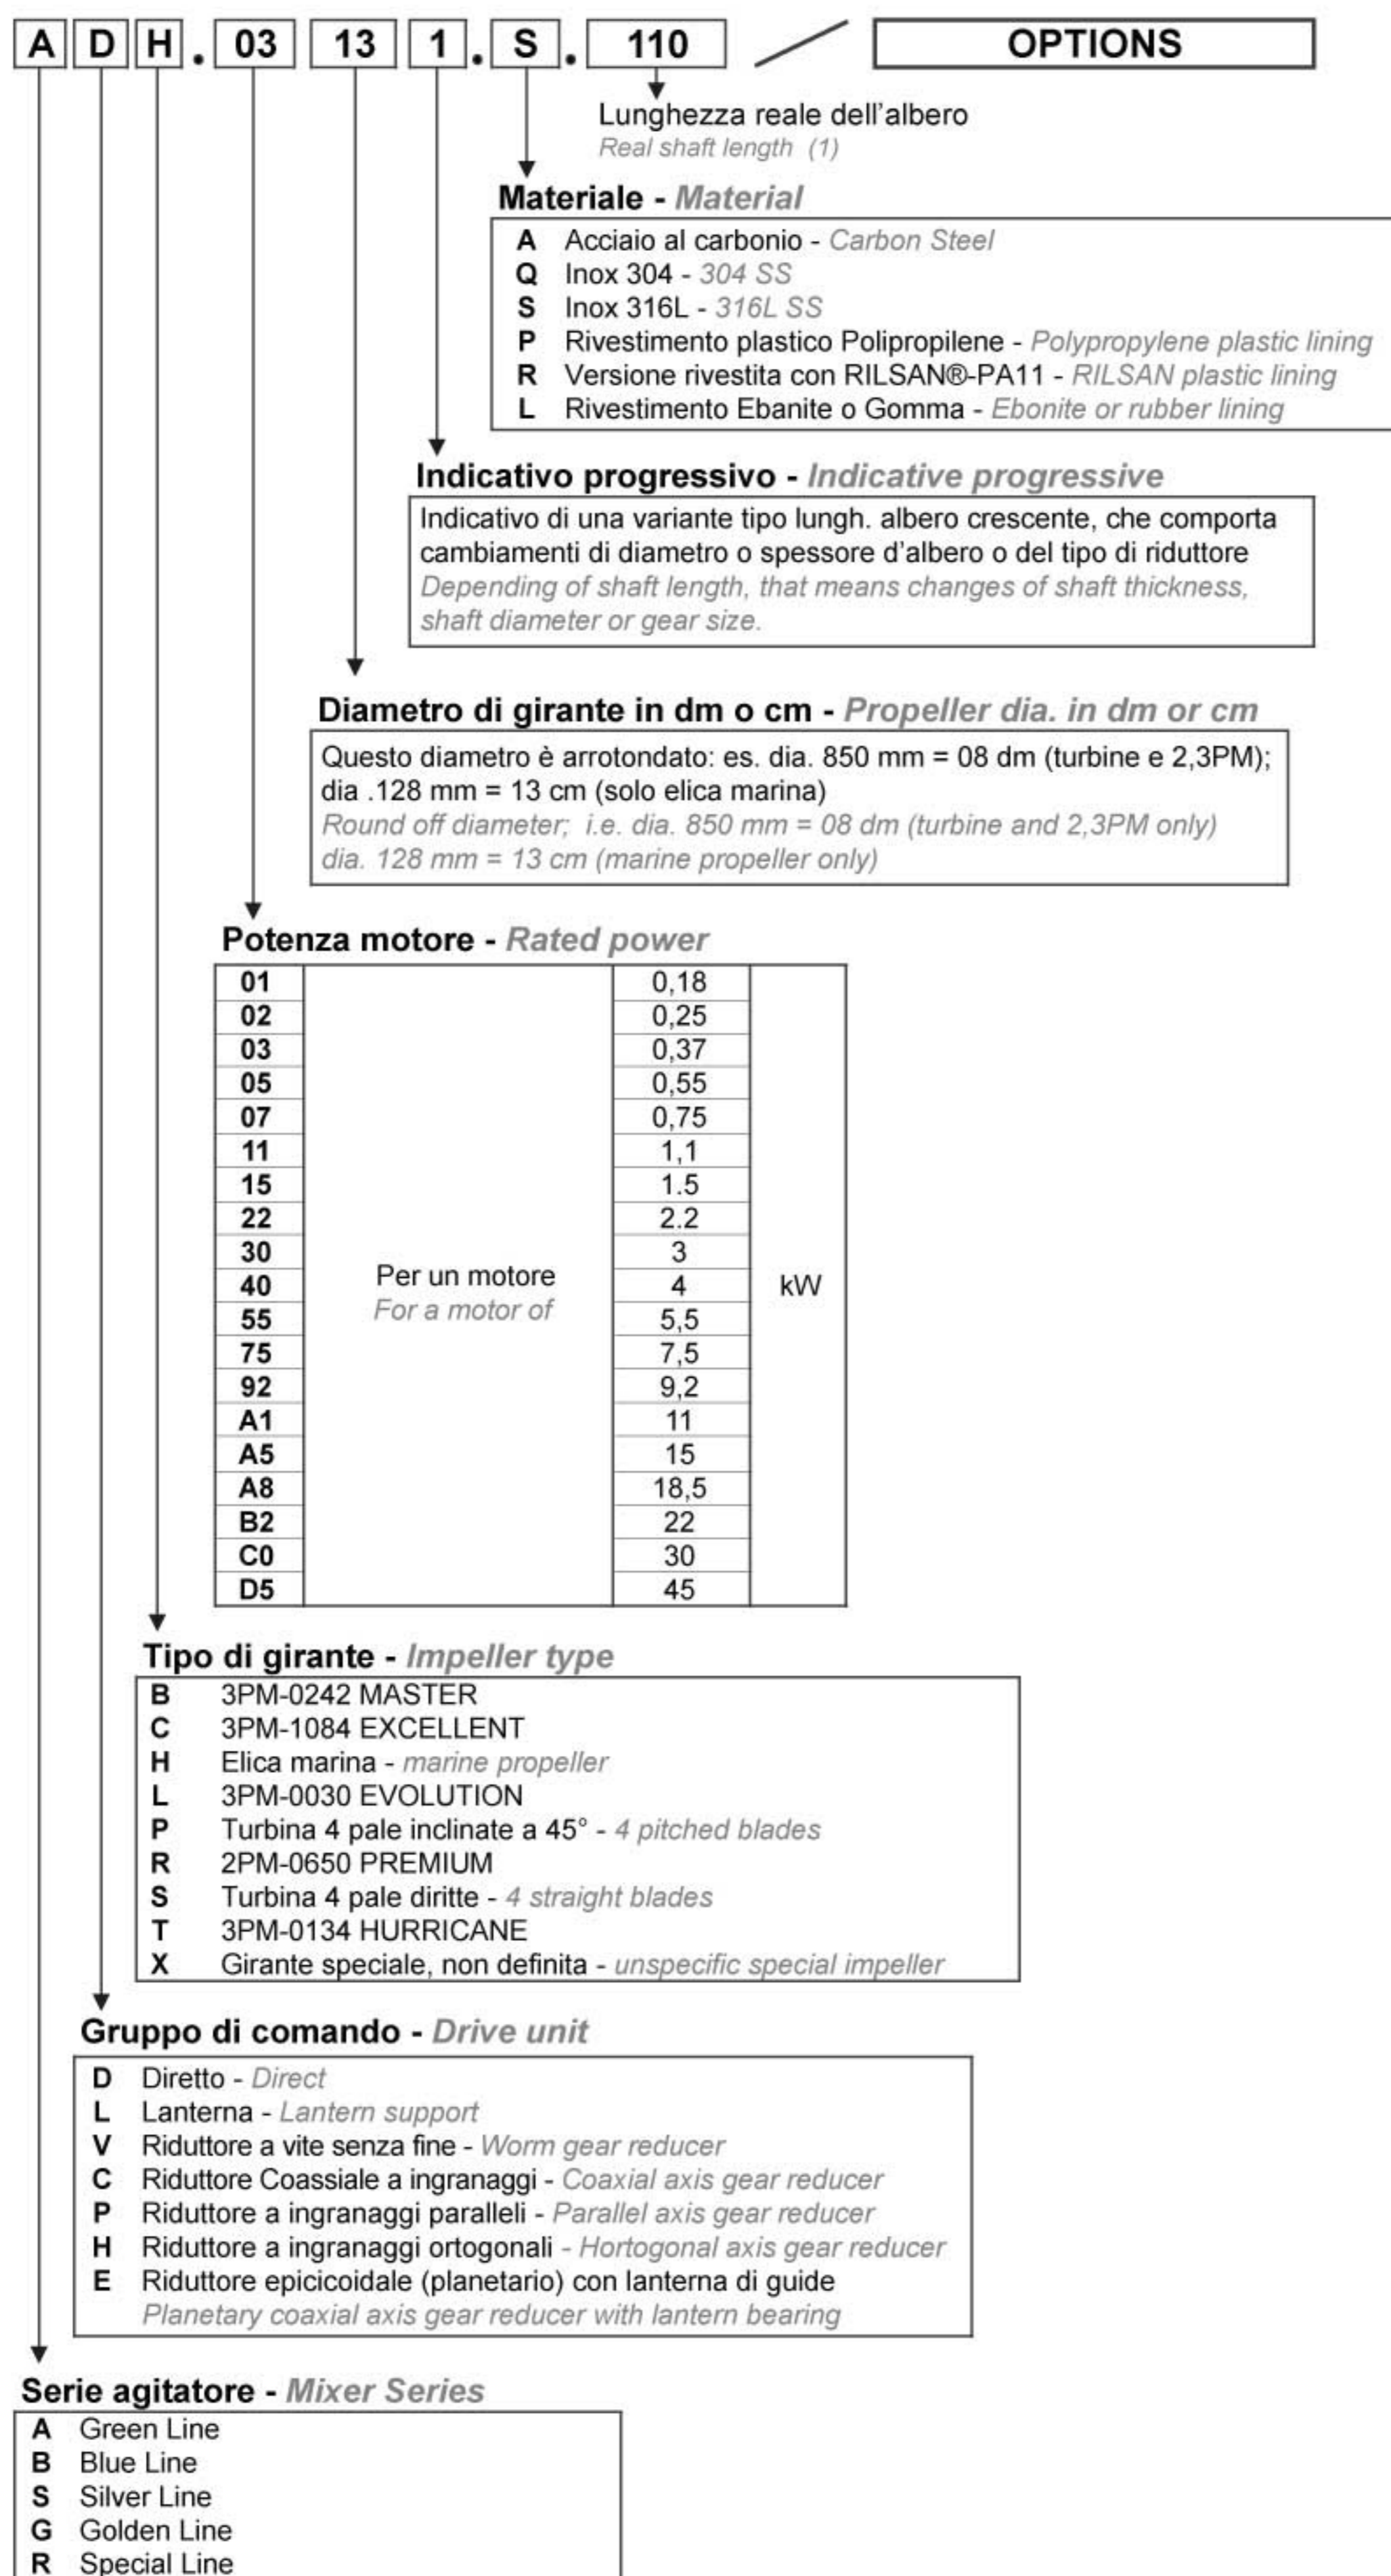 A D H . 03 13 1 . S . 110 / OPTIONS
Lunghezza reale dell'albero
Real shaft length (1)
Materiale - Material
A Acciaio al carbonio - Carbon Steel
Q Inox 304 - 304 SS
S Inox 316L - 316L SS
P Rivestimento plastico Polipropilene - Polypropylene plastic lining
R Versione rivestita con RILSAN®-PA11 - RILSAN plastic lining
L Rivestimento Ebanite o Gomma - Ebonite or rubber lining
Indicativo progressivo - Indicative progressive
Indicativo di una variante tipo lungh. albero crescente, che comporta
cambiamenti di diametro o spessore d'albero o del tipo di riduttore
Depending of shaft length, that means changes of shaft thickness,
shaft diameter or gear size.
Diametro di girante in dm o cm - Propeller dia. in dm or cm
Questo diametro è arrotondato: es. dia. 850 mm = 08 dm (turbine e 2,3PM);
dia .128 mm = 13 cm (solo elica marina)
Round off diameter; i.e. dia. 850 mm = 08 dm (turbine and 2,3PM only)
dia. 128 mm = 13 cm (marine propeller only)
Potenza motore - Rated power
01 0,18
02 0,25
03 0,37
05 0,55
07 0,75
11 1,1
15 1.5
22 2.2
30 3
Per un motore
40 4 kW
For a motor of
55 5,5
75 7,5
92 9,2
A1 11
A5 15
A8 18,5
B2 22
C0 30
D5 45
Tipo di girante - Impeller type
B 3PM-0242 MASTER
C 3PM-1084 EXCELLENT
H Elica marina - marine propeller
L 3PM-0030 EVOLUTION
P Turbina 4 pale inclinate a 45° - 4 pitched blades
R 2PM-0650 PREMIUM
S Turbina 4 pale diritte - 4 straight blades
T 3PM-0134 HURRICANE
X Girante speciale, non definita - unspecific special impeller
Gruppo di comando - Drive unit
D Diretto - Direct
L Lanterna - Lantern support
V Riduttore a vite senza fine - Worm gear reducer
C Riduttore Coassiale a ingranaggi - Coaxial axis gear reducer
P Riduttore a ingranaggi paralleli - Parallel axis gear reducer
H Riduttore a ingranaggi ortogonali - Hortogonal axis gear reducer
E Riduttore epicicoidale (planetario) con lanterna di guide
Planetary coaxial axis gear reducer with lantern bearing
Serie agitatore - Mixer Series
A Green Line
B Blue Line
S Silver Line
G Golden Line
R Special Line